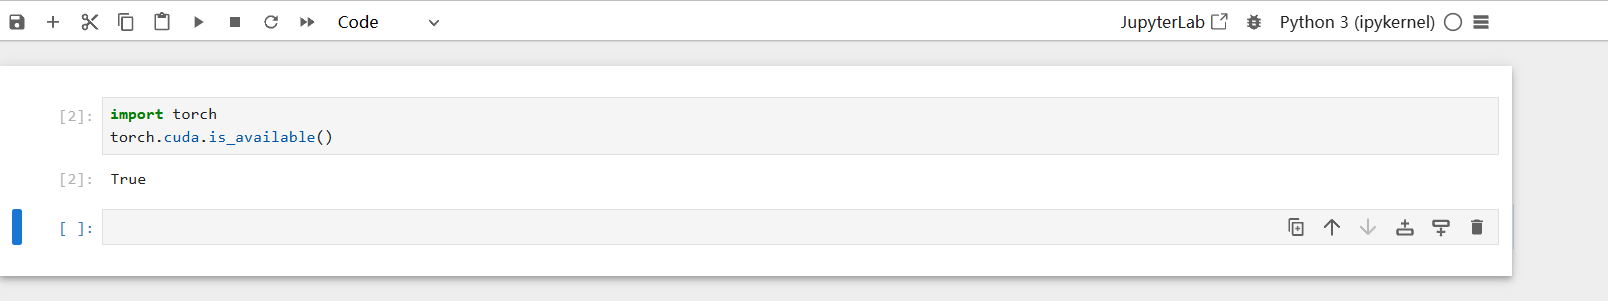 Code
JupyterLab
Python 3 (ipykernel)
[2]:
import torch
torch.cuda.is_available()
[2]:
True
[ ]: